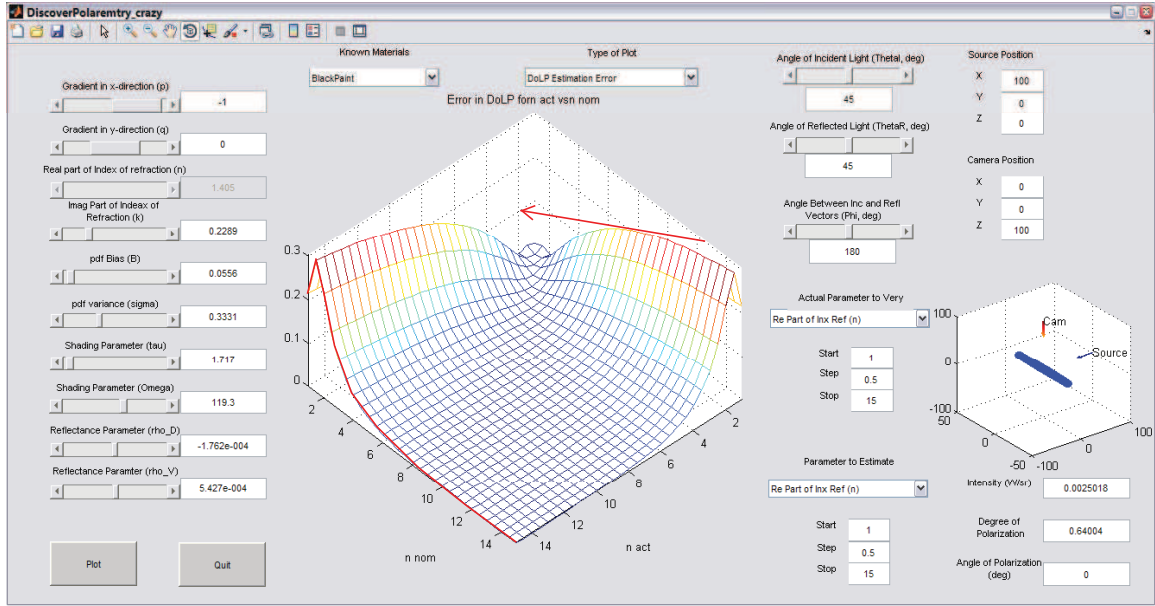 DiscoverPolaremtry_crazy
Known Materials
BlackPaint
Type of Plot
DoLP Estimation Error
Error in DoLP forn act vsn nom
Gradient in x-direction (p)
-1
Gradient in y-direction (q)
0
Real part of Index of refraction (n)
1.405
Imag Part of Indeax of
Refraction (k)
0.2289
pdf Bias (B)
0.0556
pdf variance (sigma)
0.3331
Shading Parameter (tau)
1.717
Shading Parameter (Omega)
119.3
Reflectance Parameter (rho_D)
-1.762e-004
Reflectance Paramter (rho_V)
5.427e-004
Plot
Quit
0.3
0.2
0.1
0
2
4
6
8
10
12
14
n nom
14
12
10
8
6
4
2
n act
Angle of Incident Light (ThetaI, deg)
45
Angle of Reflected Light (ThetaR, deg)
45
Angle Between Inc and Refl
Vectors (Phi, deg)
180
Source Position
X
100
Y
0
Z
0
Camera Position
X
0
Y
0
Z
100
Actual Parameter to Very
Re Part of Inx Ref (n)
Start
1
Step
0.5
Stop
15
Parameter to Estimate
Re Part of Inx Ref (n)
Start
1
Step
0.5
Stop
15
100
0
-100
50
0
-50
-100
0
100
Cam
Source
Intensity (W/sr)
0.0025018
Degree of
Polarization
0.64004
Angle of Polarization
(deg)
0